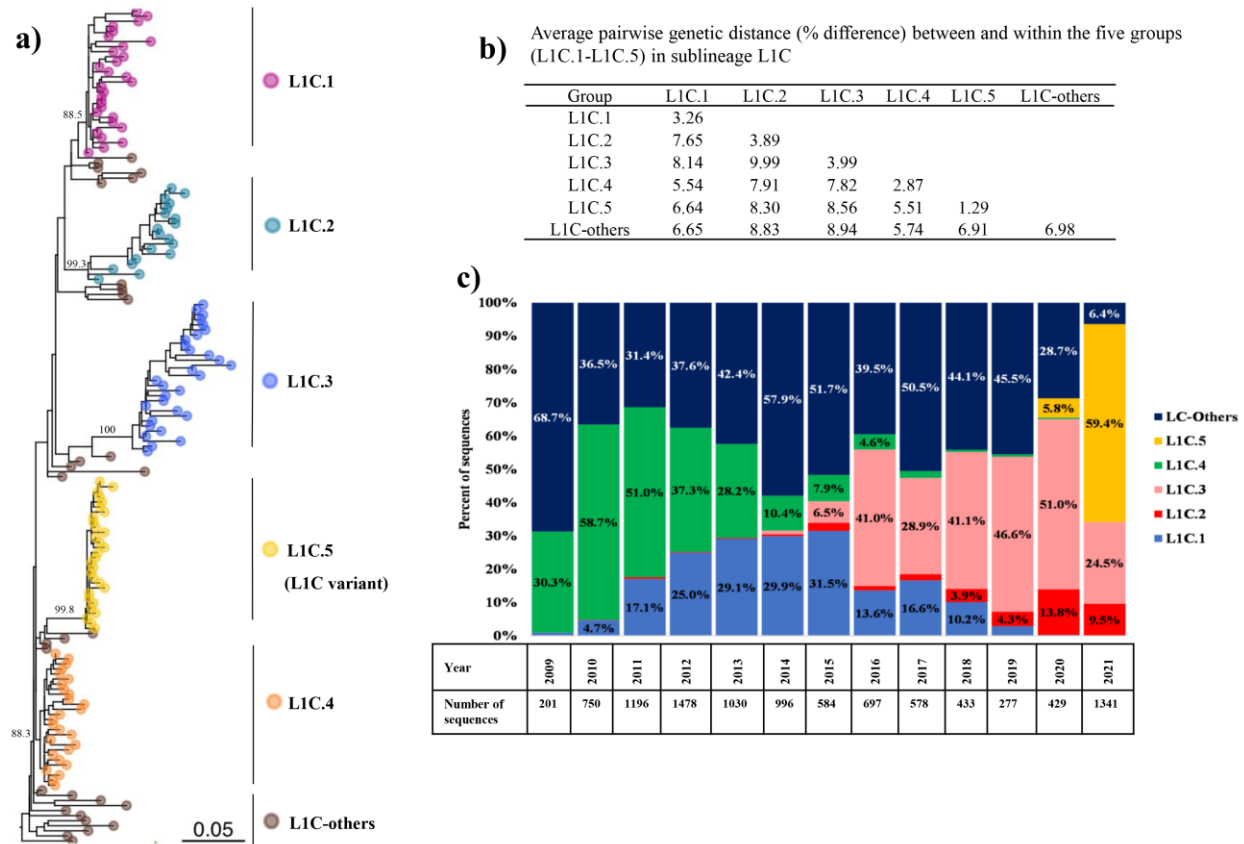 a)
L1C.1
88.5
L1C.2
99.3
L1C.3
100
L1C.5
(L1C variant)
99.8
L1C.4
88.3
L1C-others
0.05
b)
Average pairwise genetic distance (% difference) between and within the five groups
(L1C.1-L1C.5) in sublineage L1C
Group L1C.1 L1C.2 L1C.3 L1C.4 L1C.5 L1C-others
L1C.1 3.26
L1C.2 7.65 3.89
L1C.3 8.14 9.99 3.99
L1C.4 5.54 7.91 7.82 2.87
L1C.5 6.64 8.30 8.56 5.51 1.29
L1C-others 6.65 8.83 8.94 5.74 6.91 6.98
c)
Percent of sequences
100%
90%
80%
70%
60%
50%
40%
30%
20%
10%
0%
68.7%
30.3%
36.5%
58.7%
4.7%
31.4%
51.0%
17.1%
37.6%
37.3%
25.0%
42.4%
28.2%
29.1%
57.9%
10.4%
29.9%
51.7%
7.9%
6.5%
31.5%
39.5%
4.6%
41.0%
13.6%
50.5%
28.9%
16.6%
44.1%
41.1%
3.9%
10.2%
45.5%
46.6%
4.3%
28.7%
5.8%
51.0%
13.8%
6.4%
59.4%
24.5%
9.5%
LC-Others
L1C.5
L1C.4
L1C.3
L1C.2
L1C.1
Year 2009 2010 2011 2012 2013 2014 2015 2016 2017 2018 2019 2020 2021
Number of 201 750 1196 1478 1030 996 584 697 578 433 277 429 1341
sequences